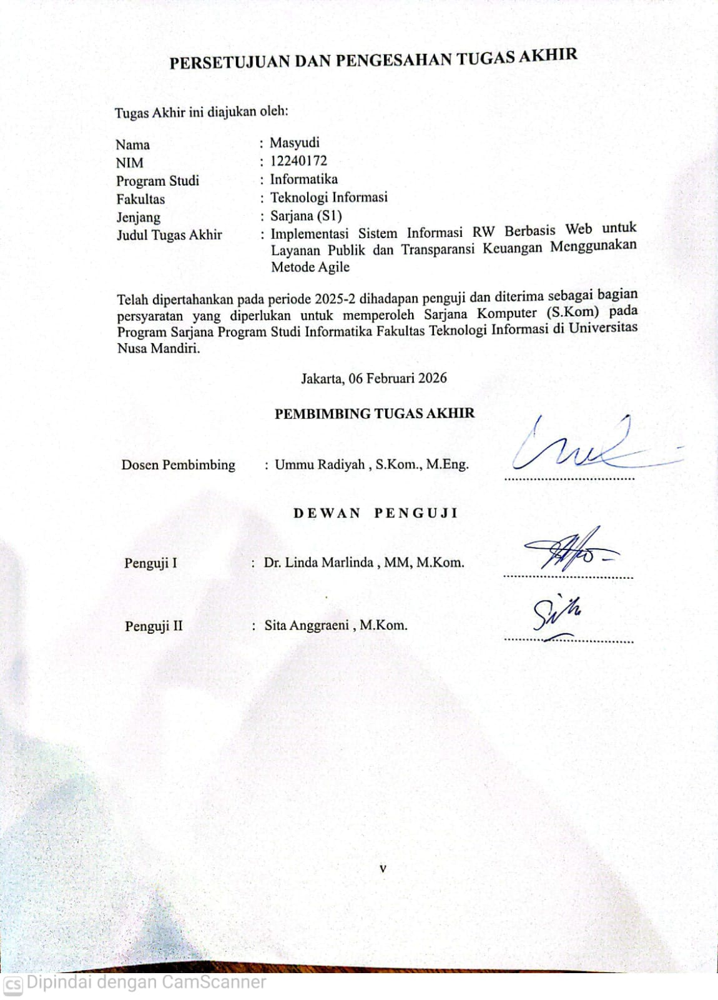 PERSETUJUAN DAN PENGESAHAN TUGAS AKHIR
Tugas Akhir ini diajukan oleh:
Nama : Masyudi
NIM : 12240172
Program Studi : Informatika
Fakultas : Teknologi Informasi
Jenjang : Sarjana (S1)
Judul Tugas Akhir : Implementasi Sistem Informasi RW Berbasis Web untuk
Layanan Publik dan Transparansi Keuangan Menggunakan
Metode Agile
Telah dipertahankan pada periode 2025-2 dihadapan penguji dan diterima sebagai bagian
persyaratan yang diperlukan untuk memperoleh Sarjana Komputer (S.Kom) pada
Program Sarjana Program Studi Informatika Fakultas Teknologi Informasi di Universitas
Nusa Mandiri.
Jakarta, 06 Februari 2026
PEMBIMBING TUGAS AKHIR
Dosen Pembimbing : Ummu Radiyah , S.Kom., M.Eng.
DEWAN PENGUJI
Penguji I : Dr. Linda Marlinda , MM, M.Kom.
Penguji II : Sita Anggraeni , M.Kom.
v
CS Dipindai dengan CamScanner